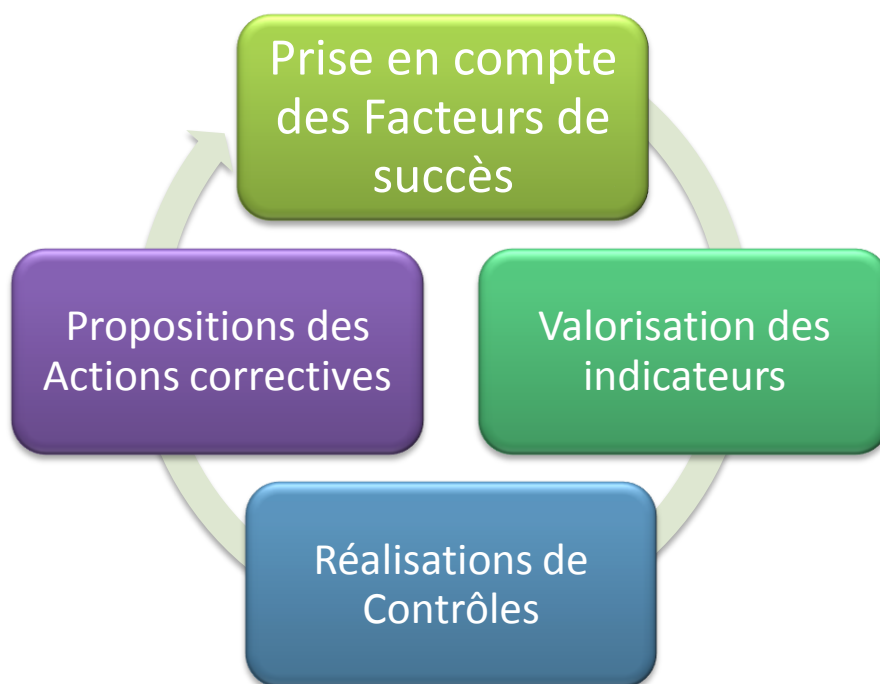 Prise en compte
des Facteurs de
succès
Valorisation des
indicateurs
Réalisations de
Contrôles
Propositions des
Actions correctives